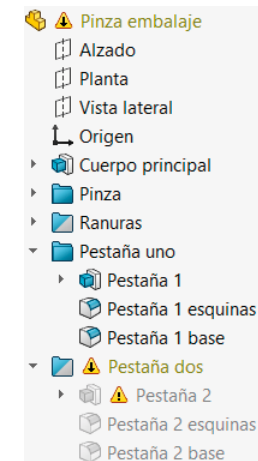 Pinza embalaje
Alzado
Planta
Vista lateral
Origen
Cuerpo principal
Pinza
Ranuras
Pestaña uno
Pestaña 1
Pestaña 1 esquinas
Pestaña 1 base
Pestaña dos
Pestaña 2
Pestaña 2 esquinas
Pestaña 2 base